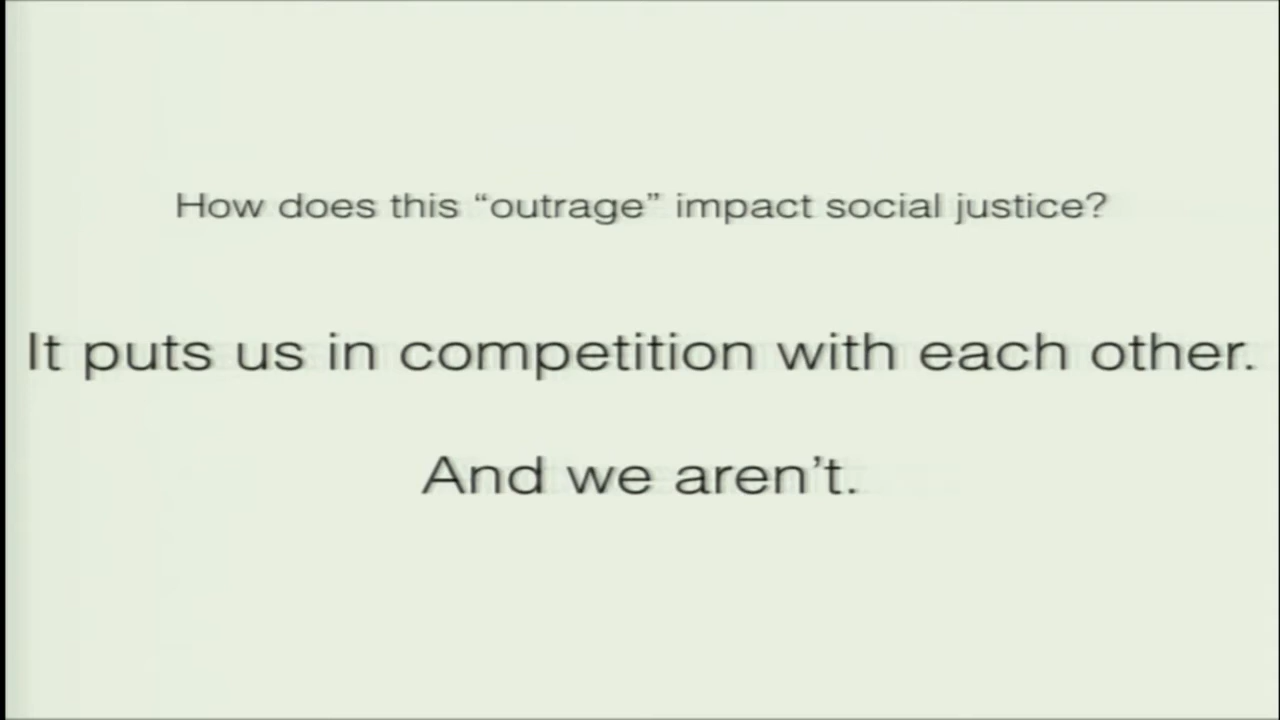 How does this “outrage” impact social justice?
It puts us in competition with each other.
And we aren’t.